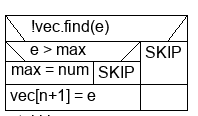 !vec.find(e)
e > max SKIP
max = num SKIP
vec[n+1] = e